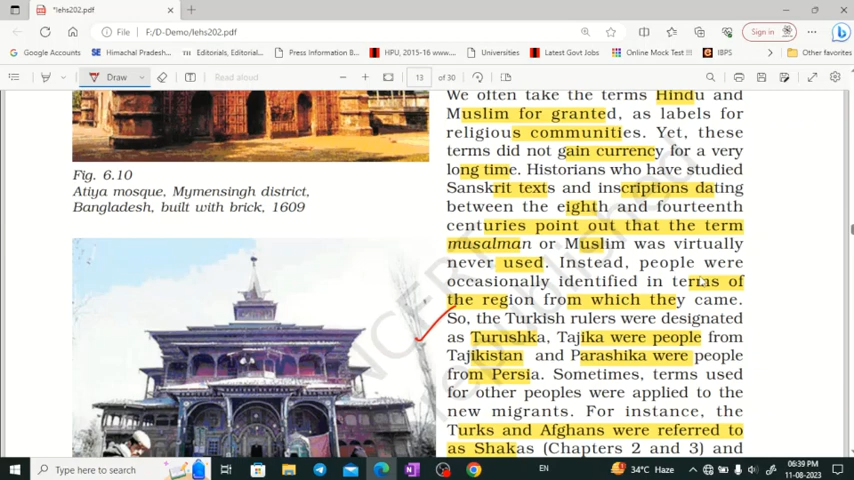 *lehs202.pdf
File
F:/D-Demo/lehs202.pdf
Sign in
Google Accounts
Himachal Pradesh...
Editorials, Editorial...
Press Information B...
HPU, 2015-16 www....
Universities
Latest Govt Jobs
Online Mock Test !!!...
IBPS
Other favorites
Draw
Read aloud
13
of 30
We often take the terms Hindu and
Muslim for granted, as labels for
religious communities. Yet, these
terms did not gain currency for a very
long time. Historians who have studied
Sanskrit texts and inscriptions dating
between the eighth and fourteenth
centuries point out that the term
musalman or Muslim was virtually
never used. Instead, people were
occasionally identified in terms of
the region from which they came.
So, the Turkish rulers were designated
as Turushka, Tajika were people from
Tajikistan and Parashika were people
from Persia. Sometimes, terms used
for other peoples were applied to the
new migrants. For instance, the
Turks and Afghans were referred to
as Shakas (Chapters 2 and 3) and
Fig. 6.10
Atiya mosque, Mymensingh district,
Bangladesh, built with brick, 1609
Type here to search
EN
34°C Haze
06:39 PM
11-08-2023